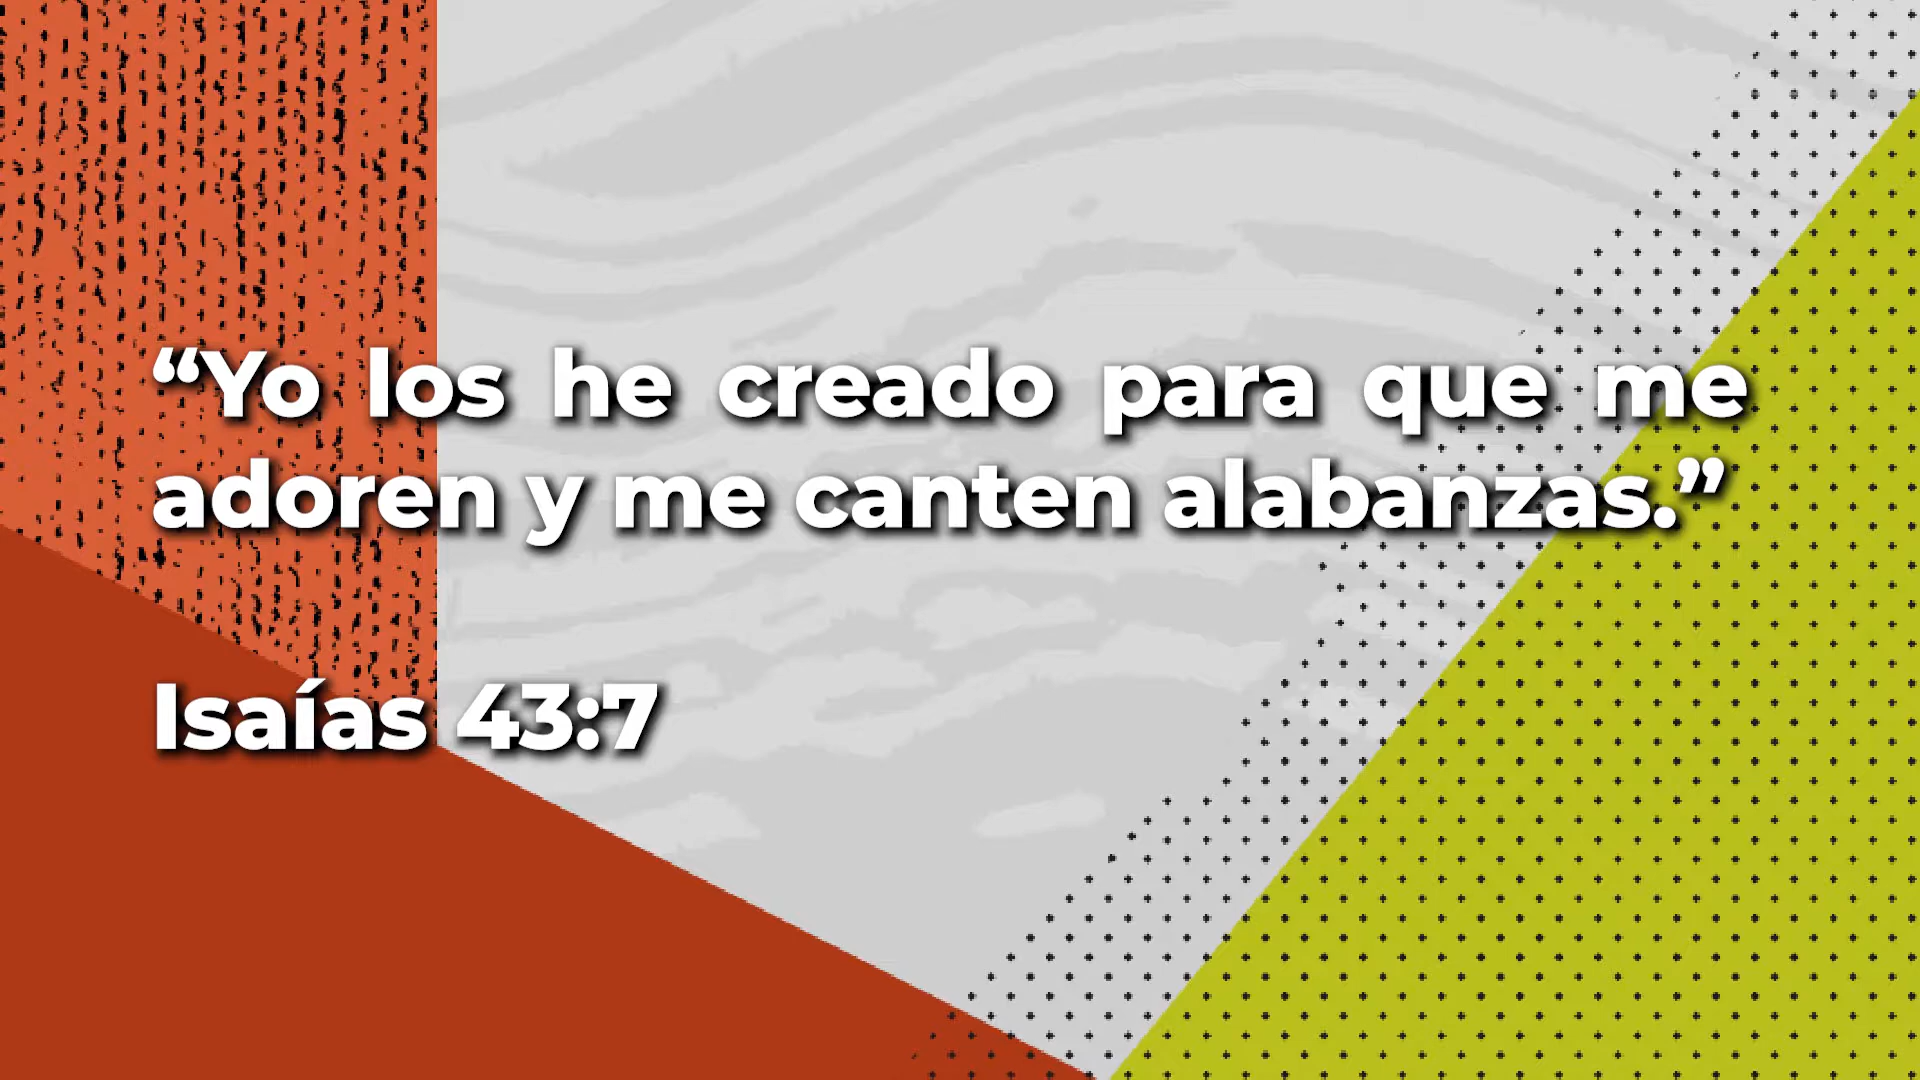 “Yo los he creado para que me
adoren y me canten alabanzas.”
Isaías 43:7